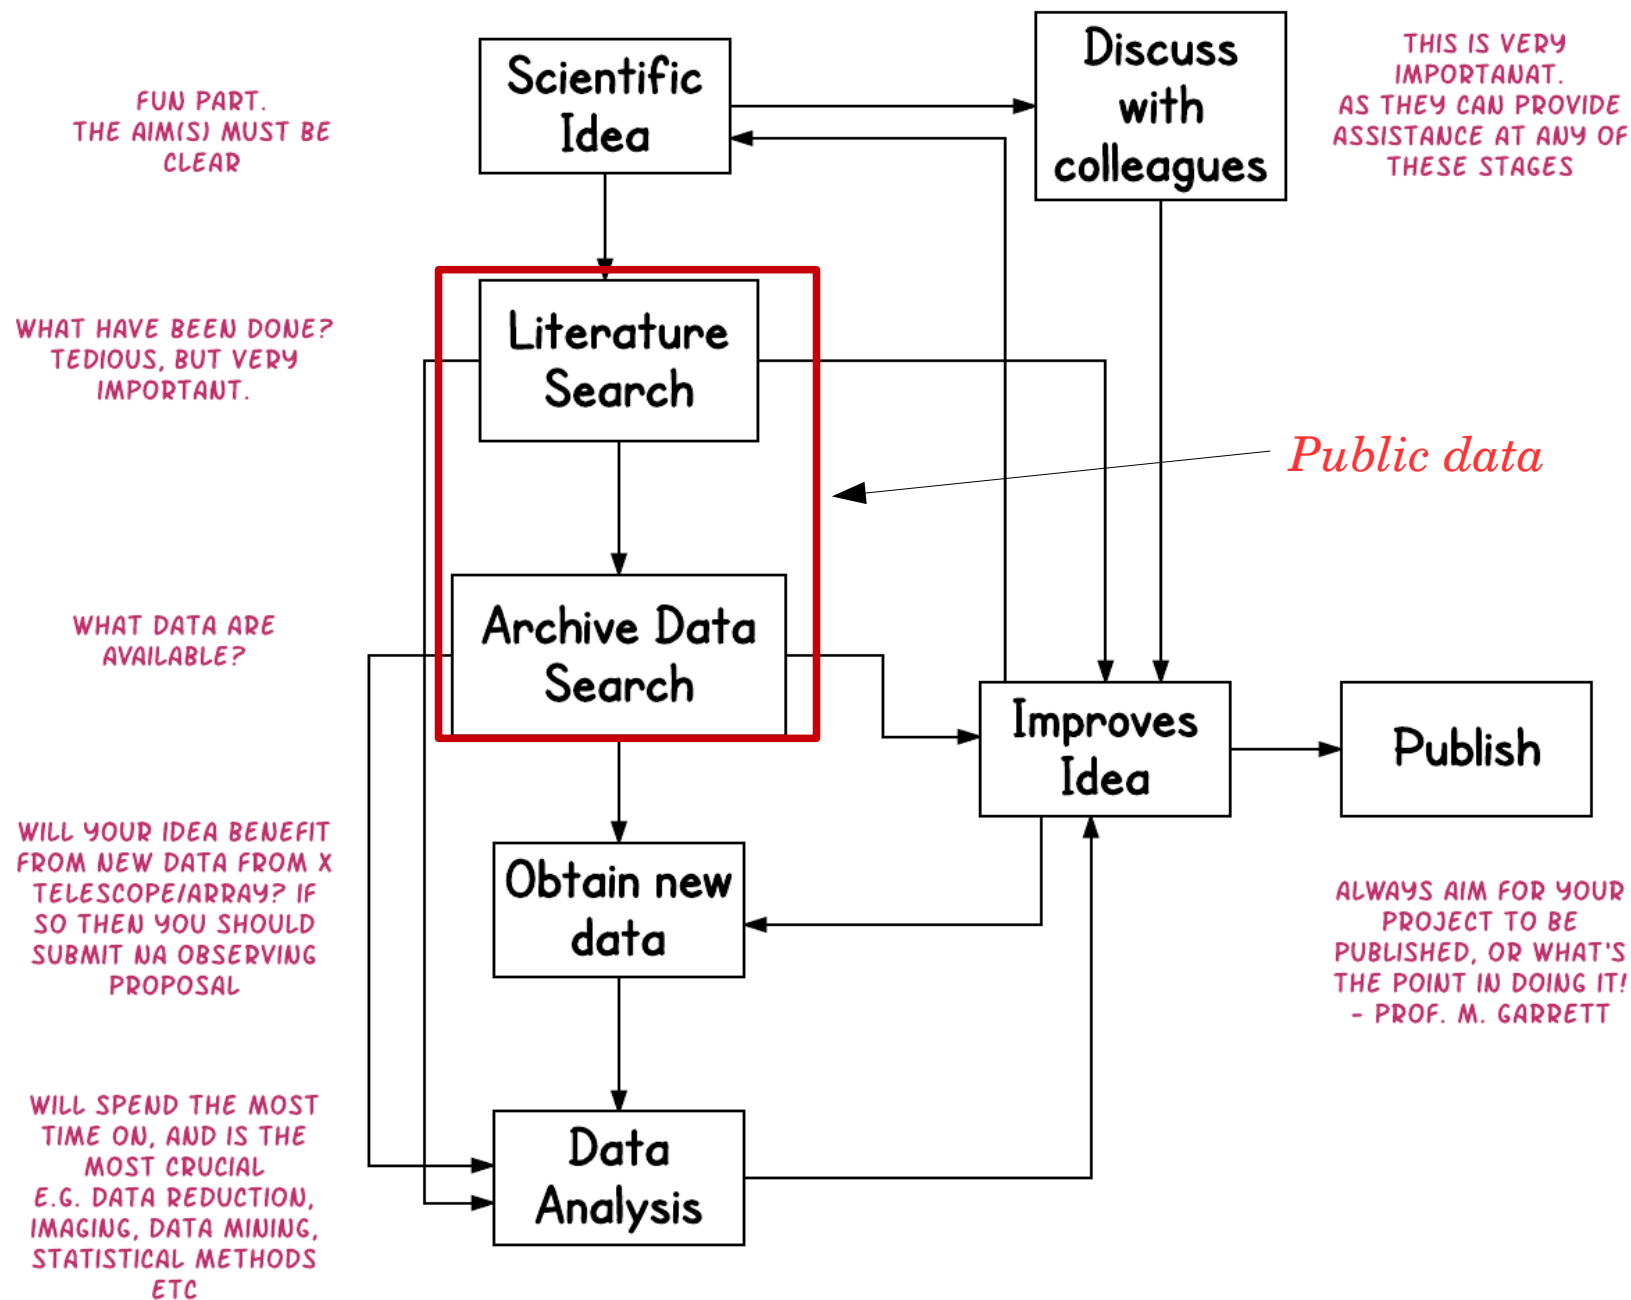 Scientific
Idea
Discuss
with
colleagues
THIS IS VERY
IMPORTANAT.
AS THEY CAN PROVIDE
ASSISTANCE AT ANY OF
THESE STAGES
FUN PART.
THE AIM(S) MUST BE
CLEAR
WHAT HAVE BEEN DONE?
TEDIOUS, BUT VERY
IMPORTANT.
Literature
Search
Public data
WHAT DATA ARE
AVAILABLE?
Archive Data
Search
Improves
Idea
Publish
WILL YOUR IDEA BENEFIT
FROM NEW DATA FROM X
TELESCOPE/ARRAY? IF
SO THEN YOU SHOULD
SUBMIT NA OBSERVING
PROPOSAL
Obtain new
data
ALWAYS AIM FOR YOUR
PROJECT TO BE
PUBLISHED, OR WHAT'S
THE POINT IN DOING IT!
- PROF. M. GARRETT
WILL SPEND THE MOST
TIME ON, AND IS THE
MOST CRUCIAL
E.G. DATA REDUCTION,
IMAGING, DATA MINING,
STATISTICAL METHODS
ETC
Data
Analysis